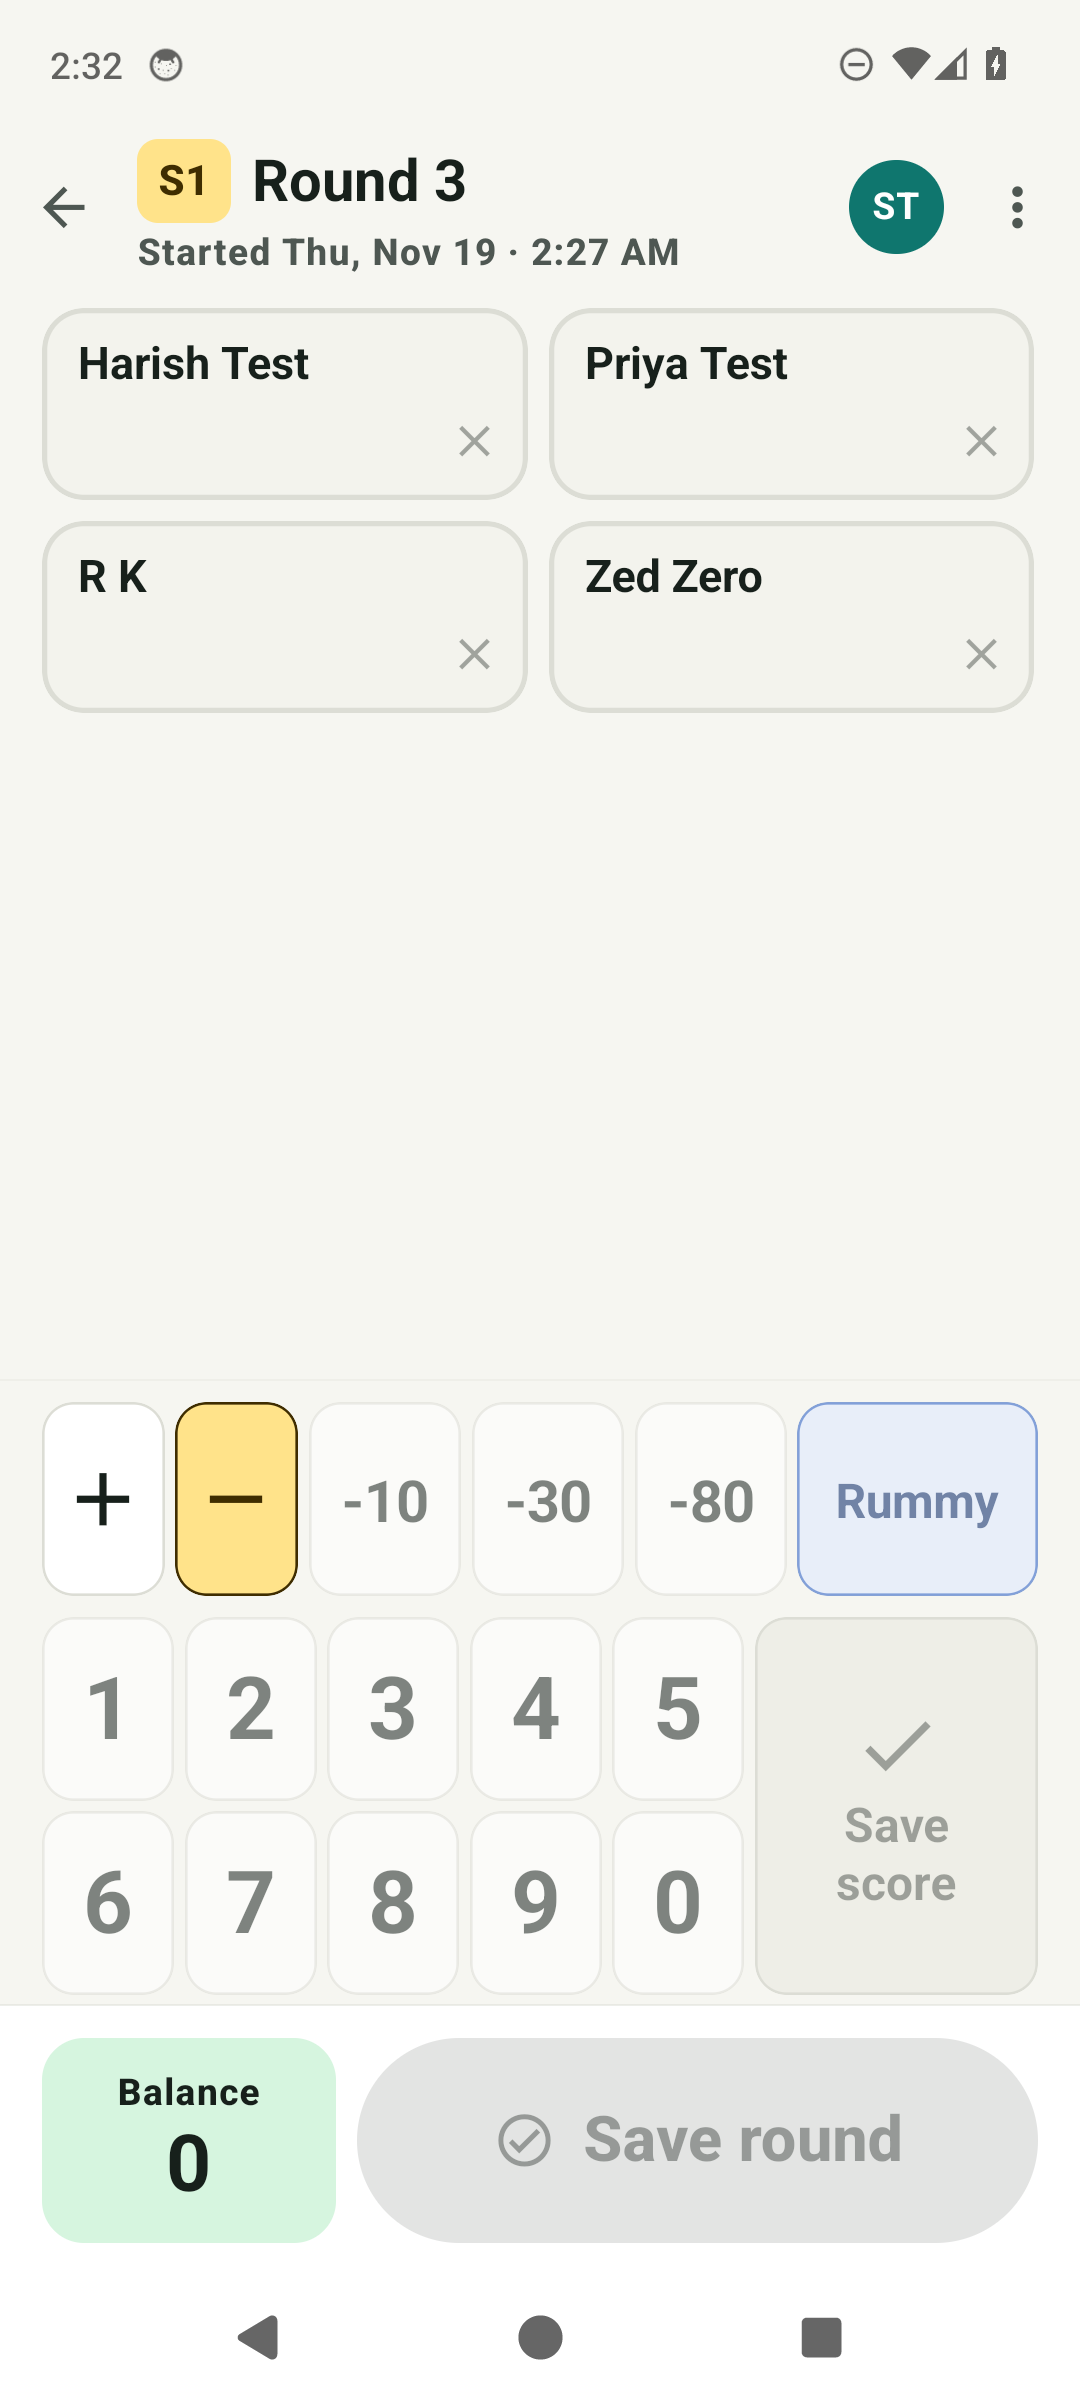 2:32
S1 Round 3
Started Thu, Nov 19 · 2:27 AM
ST
Harish Test
Priya Test
R K
Zed Zero
+ − -10 -30 -80 Rummy
1 2 3 4 5
6 7 8 9 0
Save
score
Balance
0
Save round